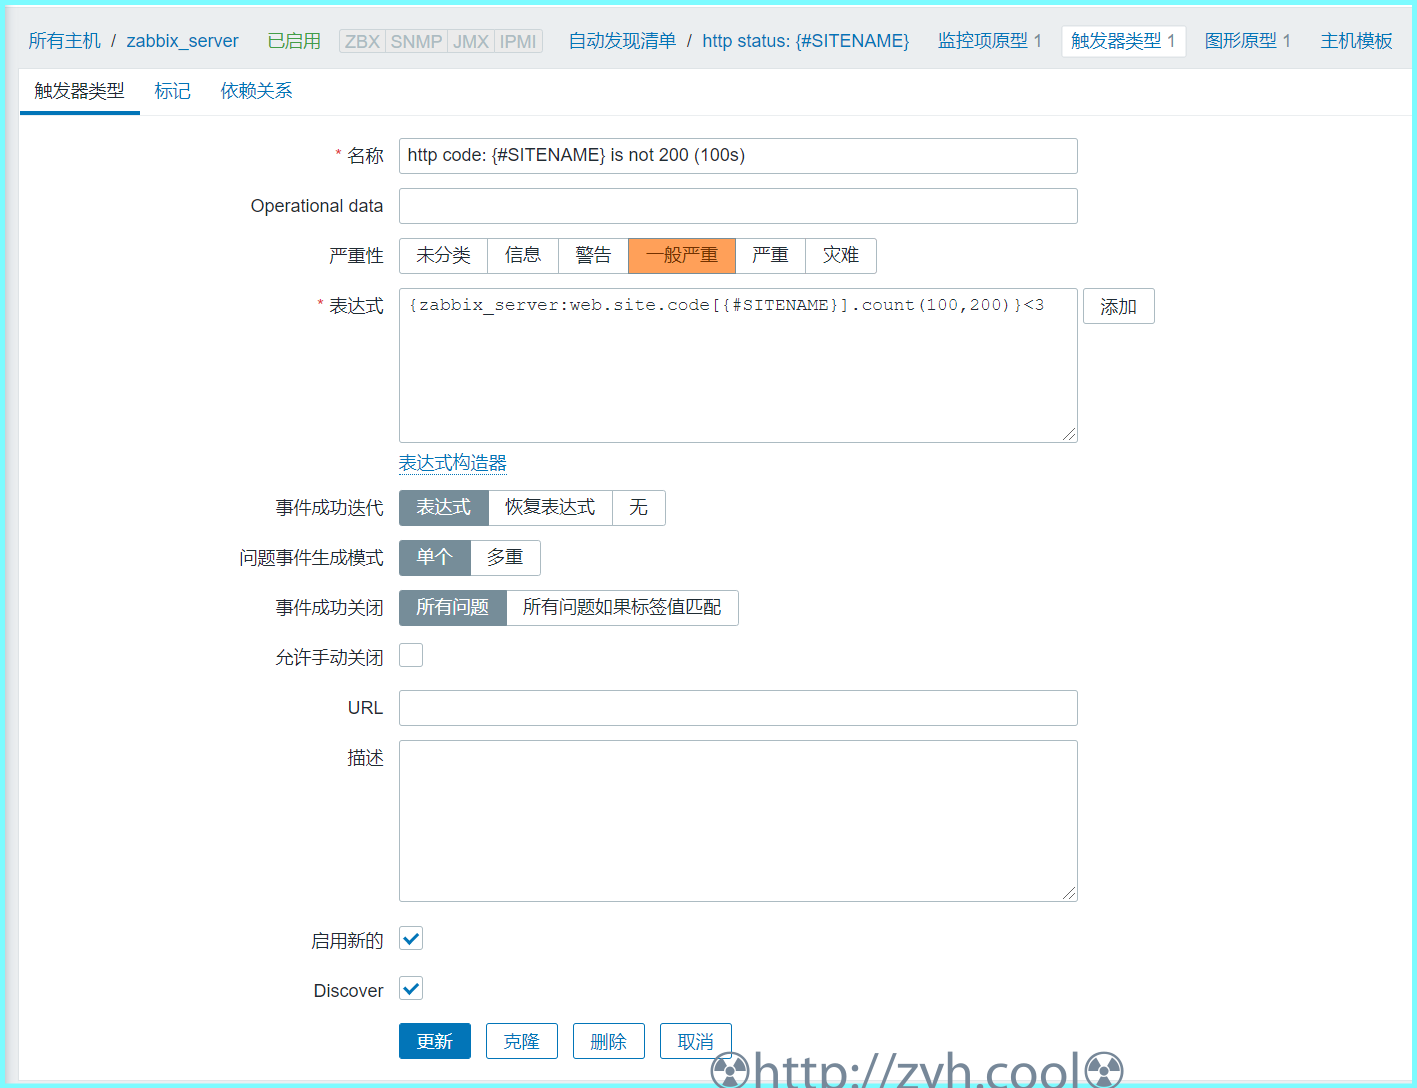 所有主机 / zabbix_server 已启用 ZBX SNMP JMX IPMI 自动发现清单 / http status: {#SITENAME} 监控项原型 1 触发器类型 1 图形原型 1 主机模板
触发器类型 标记 依赖关系
* 名称 http code: {#SITENAME} is not 200 (100s)
Operational data
严重性 未分类 信息 警告 一般严重 严重 灾难
* 表达式 {zabbix_server:web.site.code[{#SITENAME}].count(100,200)}<3 添加
表达式构造器
事件成功迭代 表达式 恢复表达式 无
问题事件生成模式 单个 多重
事件成功关闭 所有问题 所有问题如果标签值匹配
允许手动关闭
URL
描述
启用新的
Discover
更新 克隆 删除 取消
http://zyh.cool